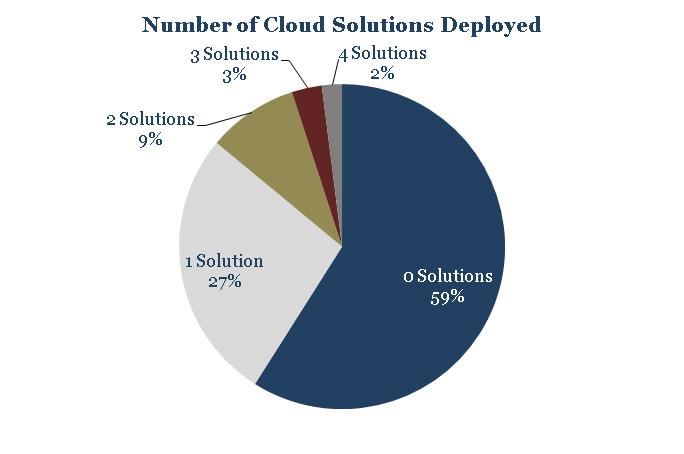 Number of Cloud Solutions Deployed
3 Solutions
3%
4 Solutions
2%
2 Solutions
9%
1 Solution
27%
0 Solutions
59%